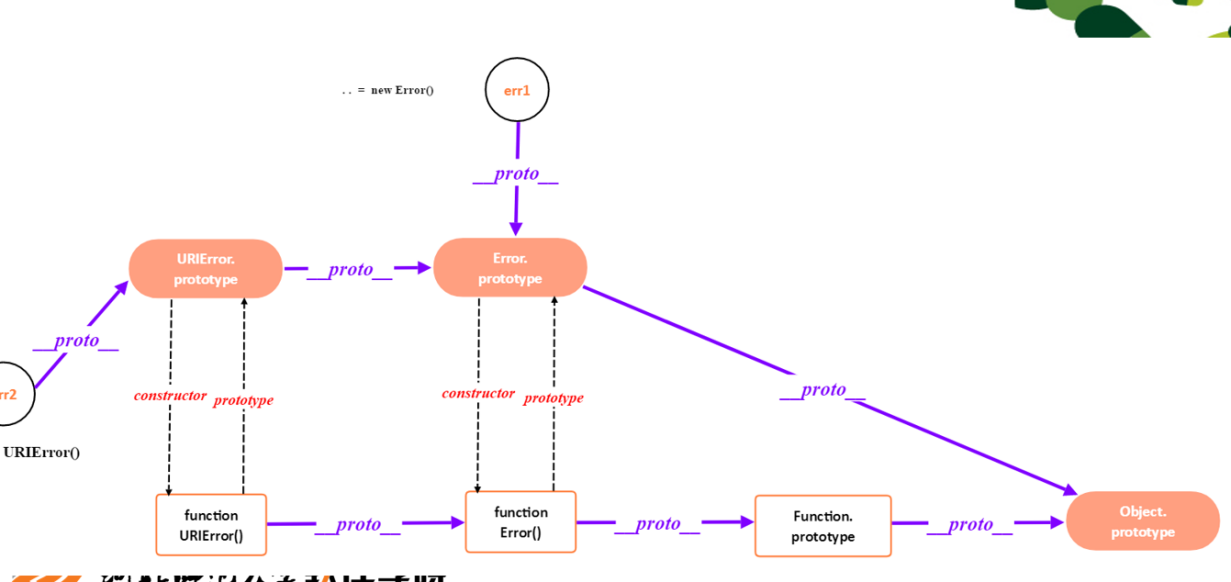 . . = new Error()
err1
__proto__
URIError.
prototype
__proto__
Error.
prototype
__proto__
rr2
URIError()
constructor
prototype
constructor
prototype
__proto__
function
URIError()
__proto__
function
Error()
__proto__
Function.
prototype
__proto__
Object.
prototype